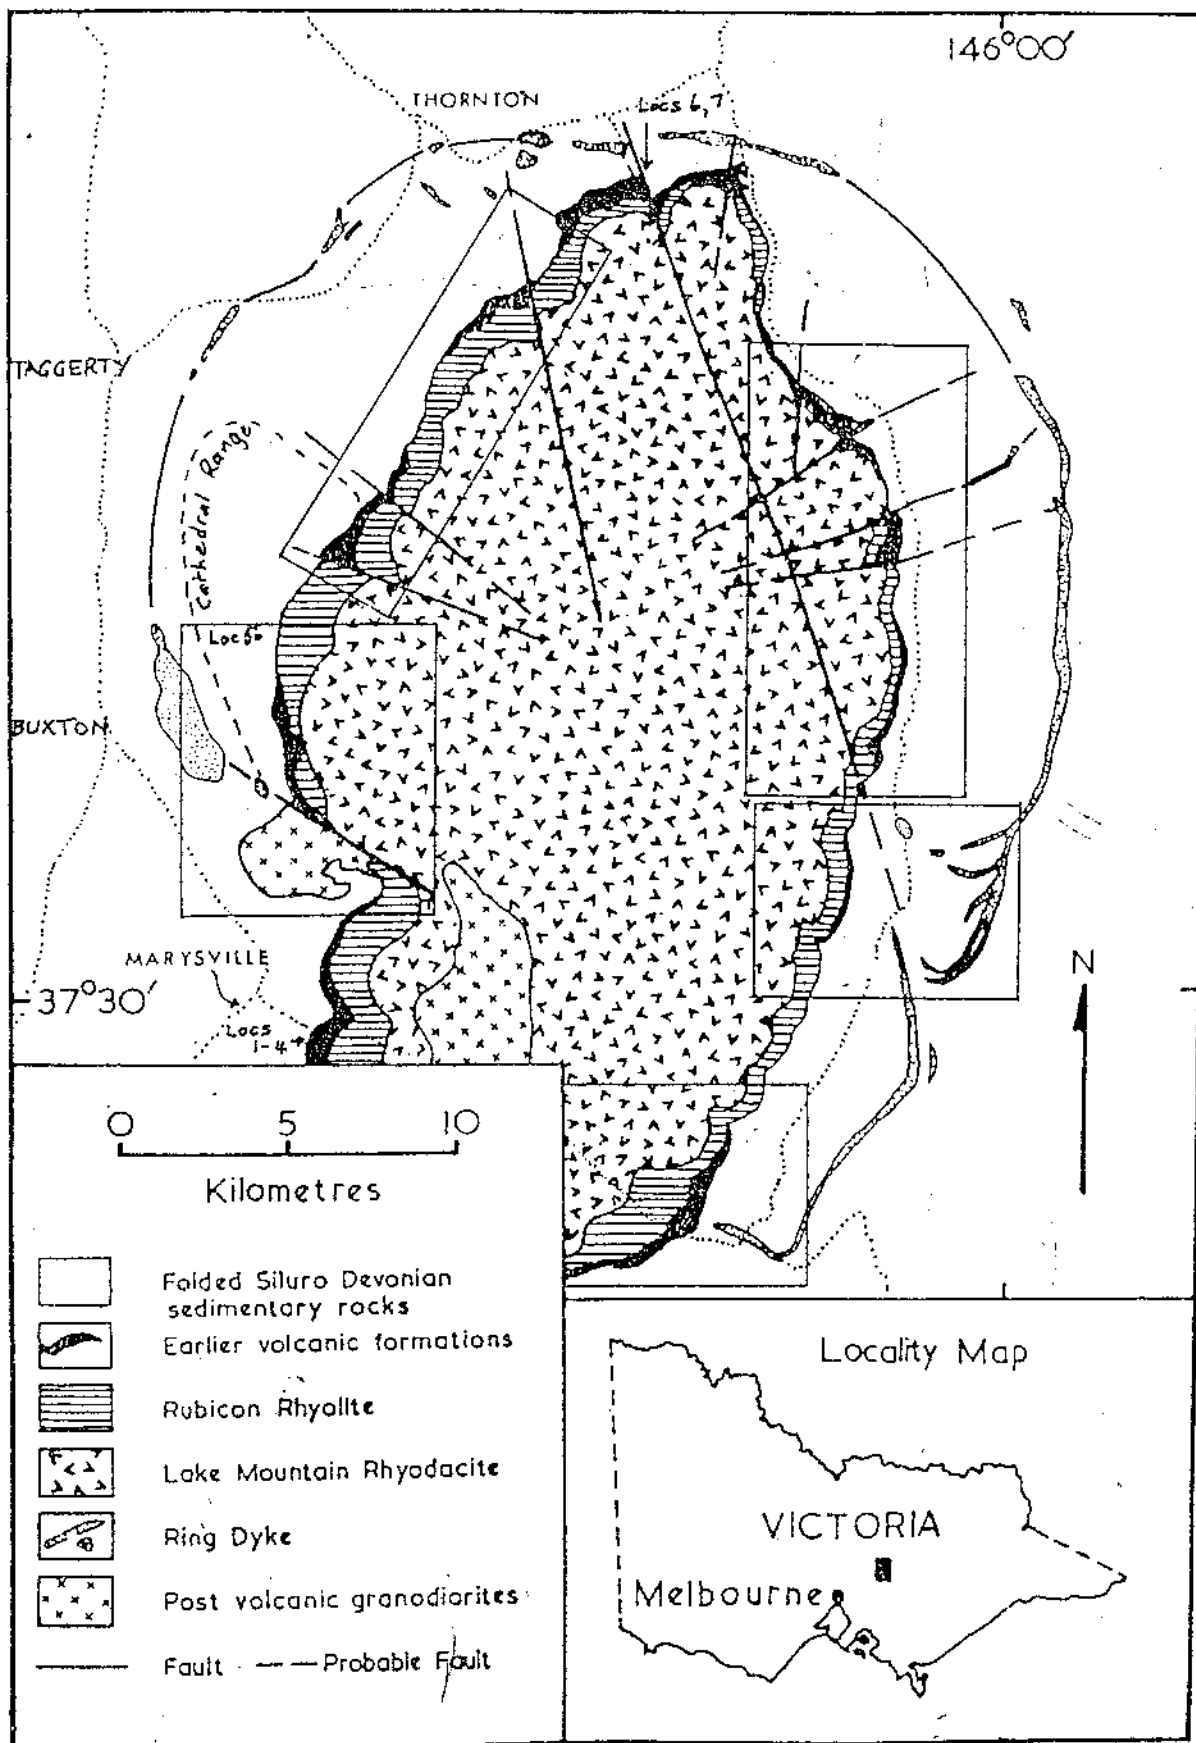 146°00′
THORNTON
Locs 6,7
TAGGERTY
Cathedral Range
BUXTON
MARYSVILLE
37°30′
Locs
1-4
N
0 5 10
Kilometres
Folded Siluro Devonian
sedimentary rocks
Earlier volcanic formations
Rubicon Rhyolite
Lake Mountain Rhyodacite
Ring Dyke
Post volcanic granodiorites
Fault Probable Fault
Locality Map
VICTORIA
Melbourne